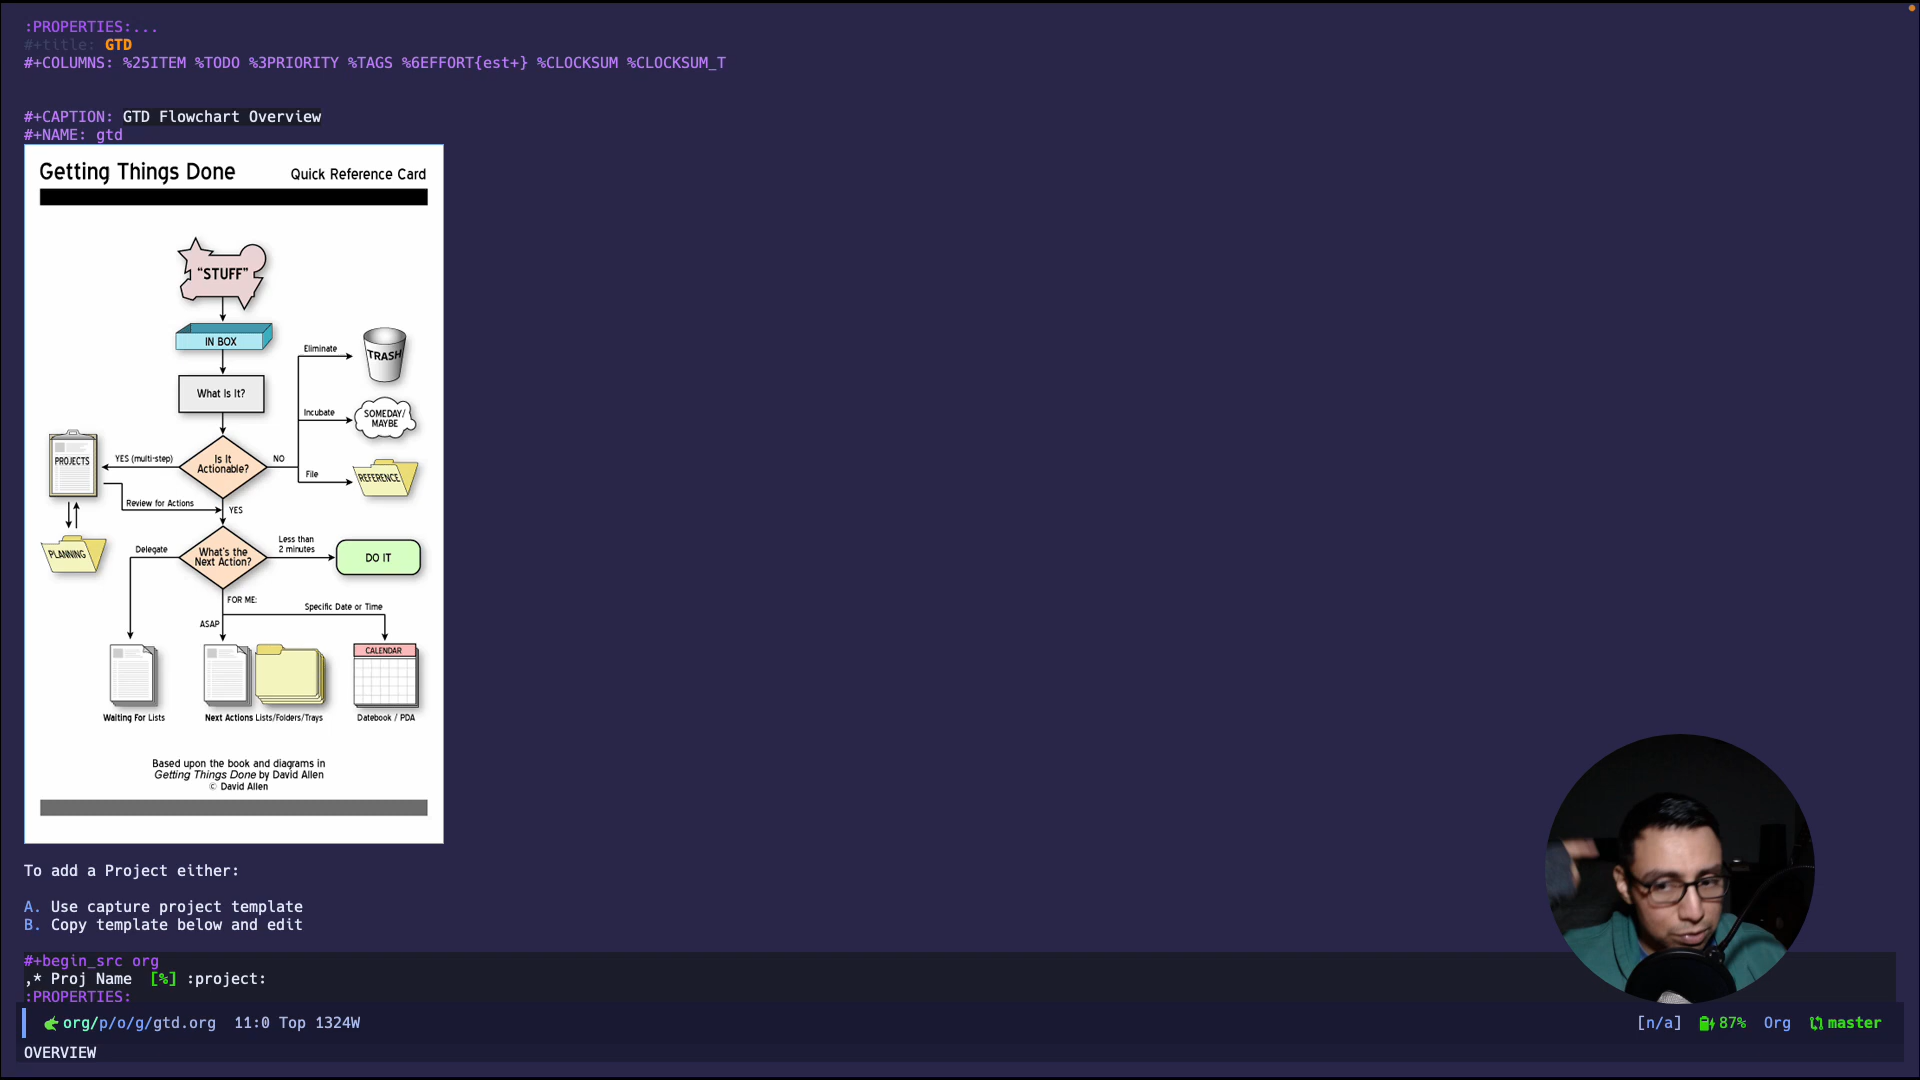 :PROPERTIES:...
#+title: GTD
#+COLUMNS: %25ITEM %TODO %3PRIORITY %TAGS %6EFFORT{est+} %CLOCKSUM %CLOCKSUM_T
#+CAPTION: GTD Flowchart Overview
#+NAME: gtd
Getting Things Done
Quick Reference Card
"STUFF"
IN BOX
What Is It?
Eliminate
TRASH
Incubate
SOMEDAY/
MAYBE
File
REFERENCE
Is It
Actionable?
NO
YES (multi-step)
PROJECTS
Review for Actions
YES
PLANNING
Delegate
What's the
Next Action?
Less than
2 minutes
DO IT
FOR ME:
Specific Date or Time
ASAP
CALENDAR
Waiting For Lists
Next Actions Lists/Folders/Trays
Datebook / PDA
Based upon the book and diagrams in
Getting Things Done by David Allen
© David Allen
To add a Project either:
A. Use capture project template
B. Copy template below and edit
#+begin_src org
,* Proj Name [%] :project:
:PROPERTIES:
org/p/o/g/gtd.org 11:0 Top 1324W
[n/a] 87% Org master
OVERVIEW